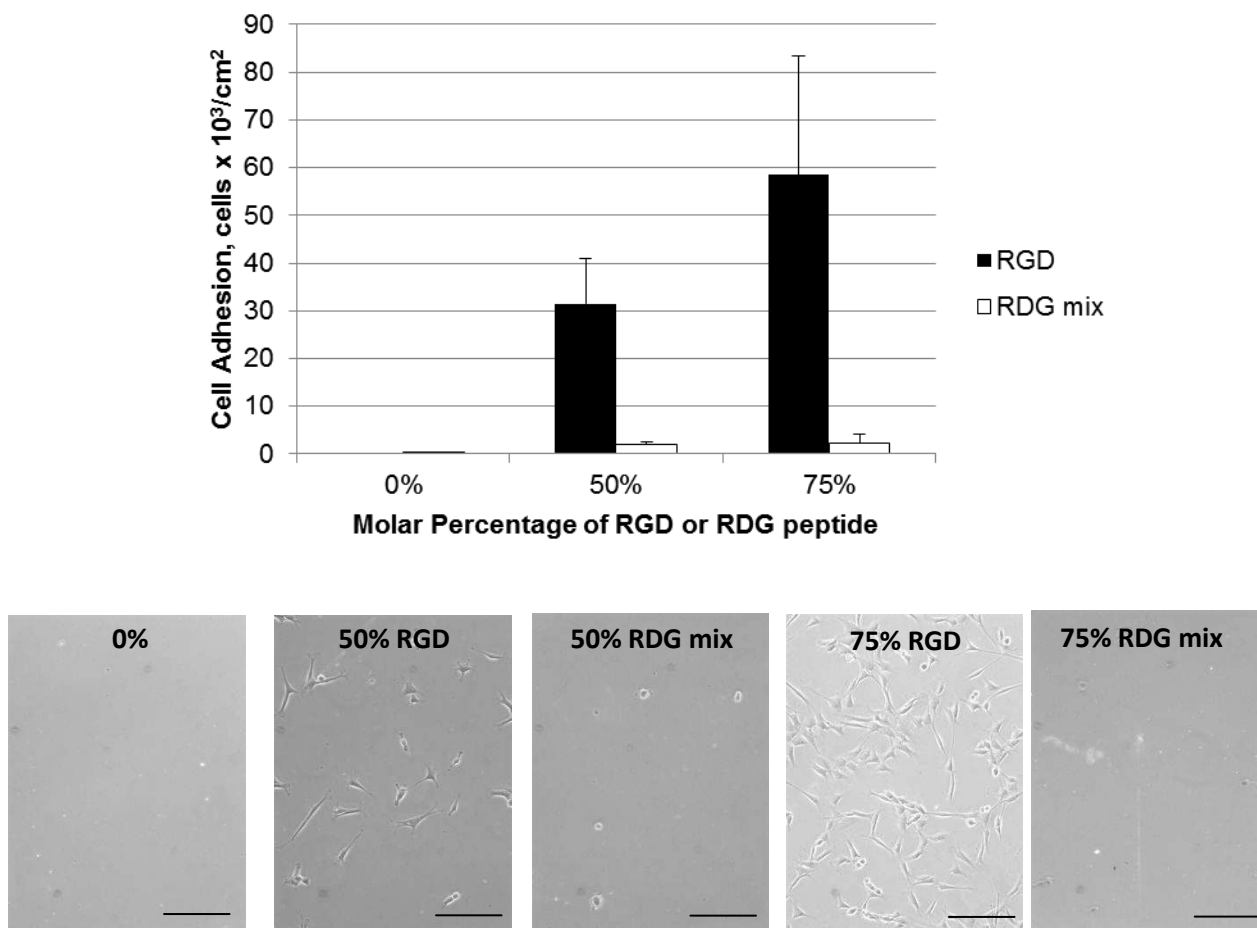 90
80
70
60
50
40
30
20
10
0
Cell Adhesion, cells x 10³/cm²
0% 50% 75%
Molar Percentage of RGD or RDG peptide
RGD
RDG mix
0% 50% RGD 50% RDG mix 75% RGD 75% RDG mix